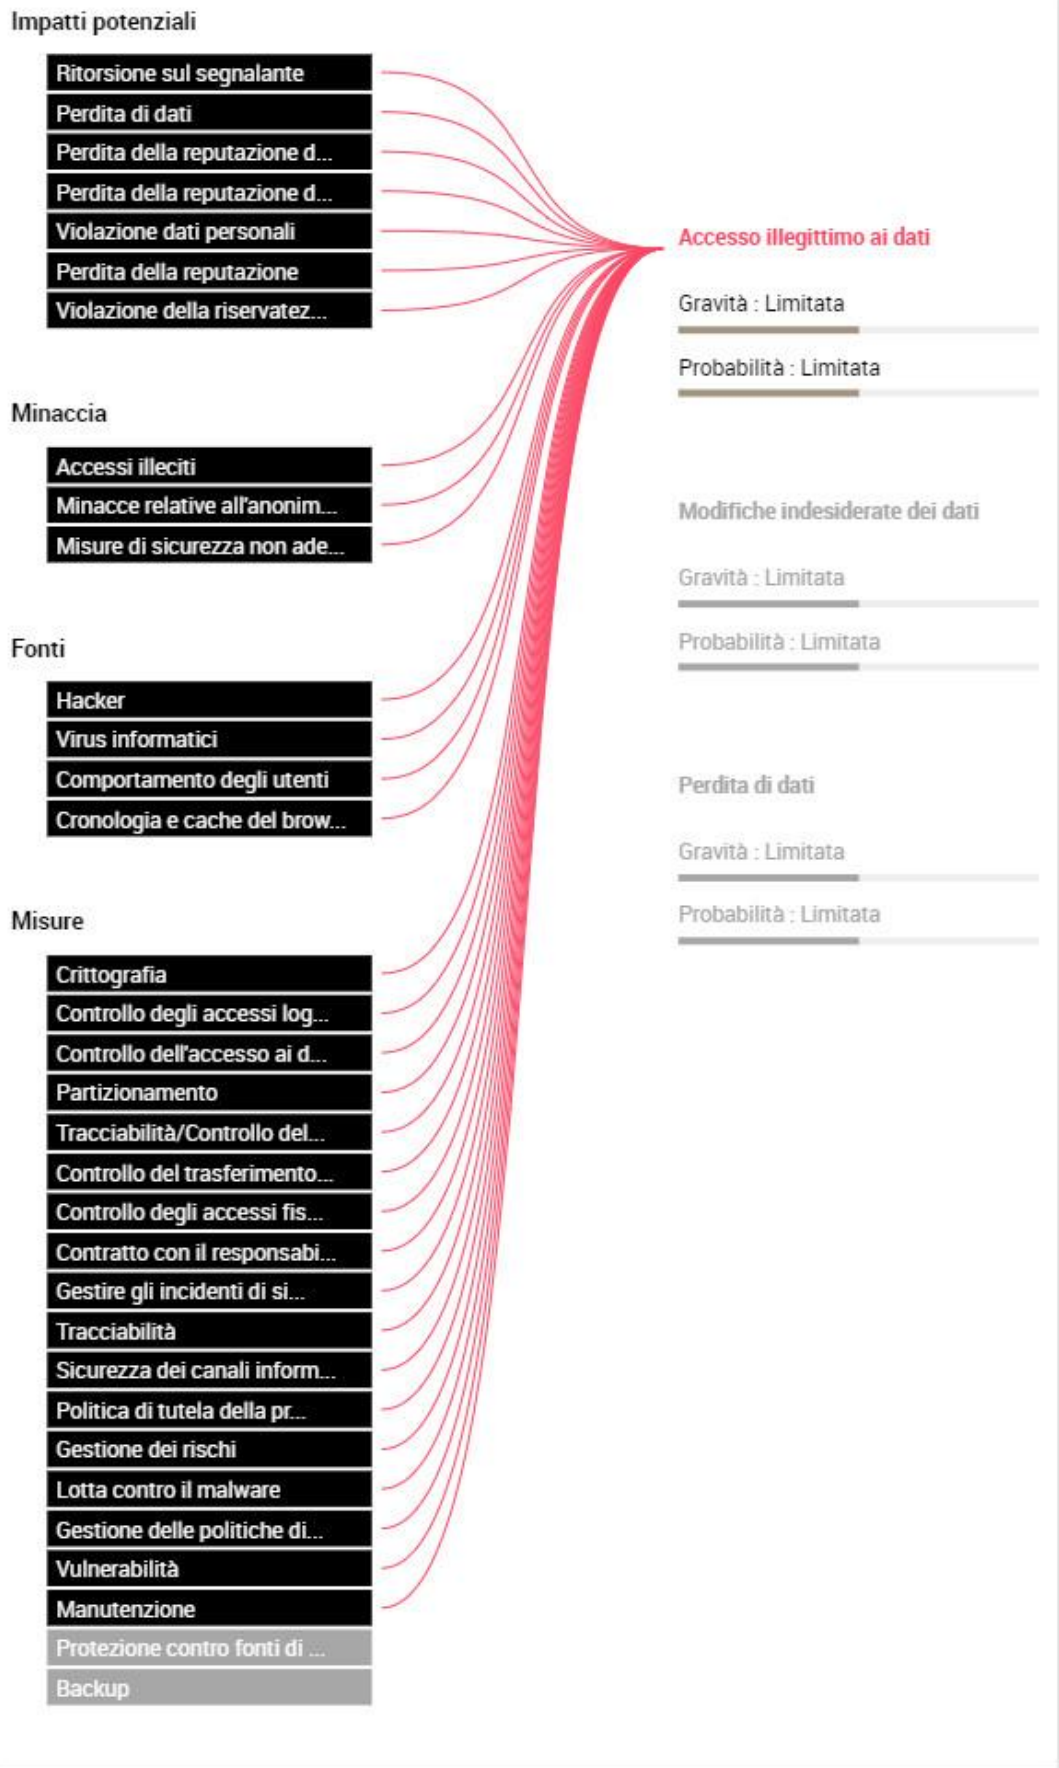 Impatti potenziali
Ritorsione sul segnalante
Perdita di dati
Perdita della reputazione d...
Perdita della reputazione d...
Violazione dati personali
Perdita della reputazione
Violazione della riservatez...
Accesso illegittimo ai dati
Gravità : Limitata
Probabilità : Limitata
Minaccia
Accessi illeciti
Minacce relative all'anonim...
Misure di sicurezza non ade...
Modifiche indesiderate dei dati
Gravità : Limitata
Probabilità : Limitata
Fonti
Hacker
Virus informatici
Comportamento degli utenti
Cronologia e cache del brow...
Perdita di dati
Gravità : Limitata
Probabilità : Limitata
Misure
Crittografia
Controllo degli accessi log...
Controllo dell'accesso ai d...
Partizionamento
Tracciabilità/Controllo del...
Controllo del trasferimento...
Controllo degli accessi fis...
Contratto con il responsabi...
Gestire gli incidenti di si...
Tracciabilità
Sicurezza dei canali inform...
Politica di tutela della pr...
Gestione dei rischi
Lotta contro il malware
Gestione delle politiche di...
Vulnerabilità
Manutenzione
Protezione contro fonti di ...
Backup